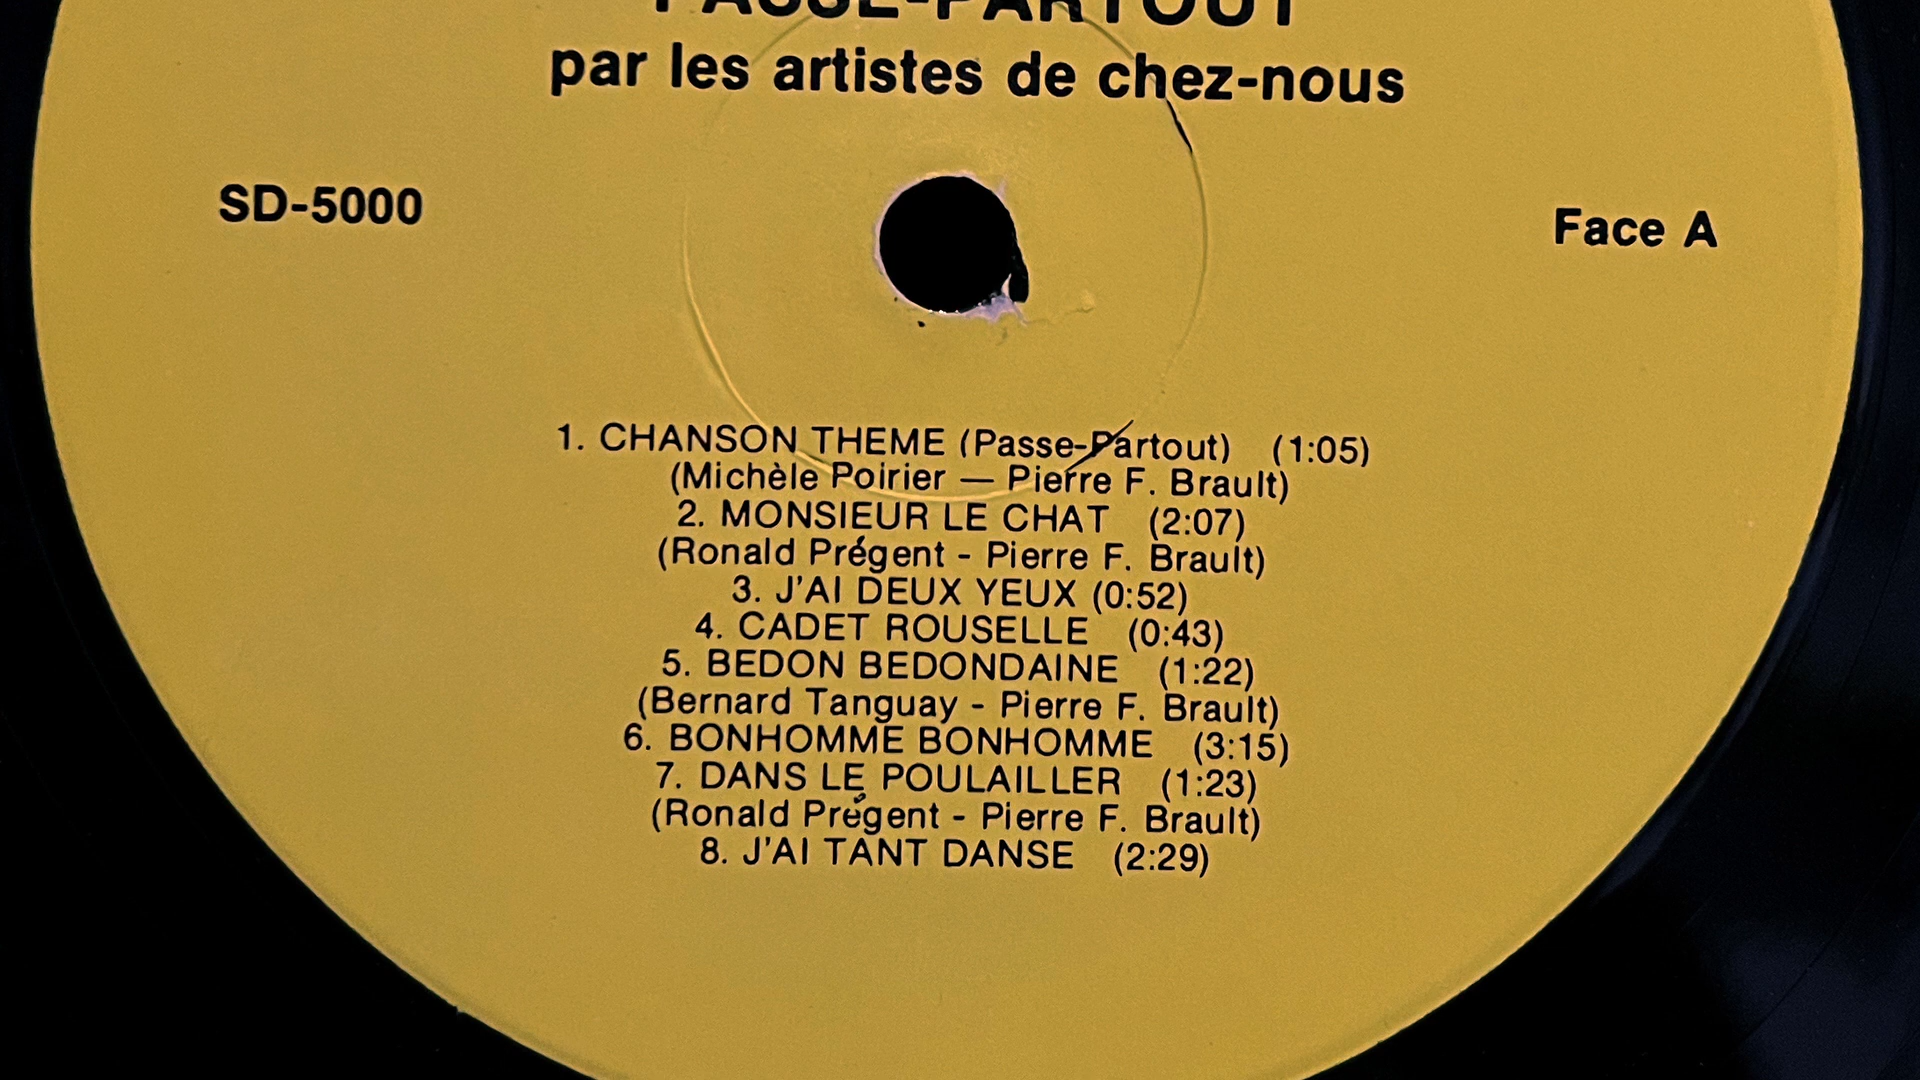 PASSE-PARTOUT
par les artistes de chez-nous
SD-5000
Face A
1. CHANSON THEME (Passe-Partout) (1:05)
(Michèle Poirier — Pierre F. Brault)
2. MONSIEUR LE CHAT (2:07)
(Ronald Prégent - Pierre F. Brault)
3. J'AI DEUX YEUX (0:52)
4. CADET ROUSELLE (0:43)
5. BEDON BEDONDAINE (1:22)
(Bernard Tanguay - Pierre F. Brault)
6. BONHOMME BONHOMME (3:15)
7. DANS LE POULAILLER (1:23)
(Ronald Prégent - Pierre F. Brault)
8. J'AI TANT DANSE (2:29)